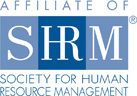 AFFILIATE OF
SHRM®
SOCIETY FOR HUMAN
RESOURCE MANAGEMENT